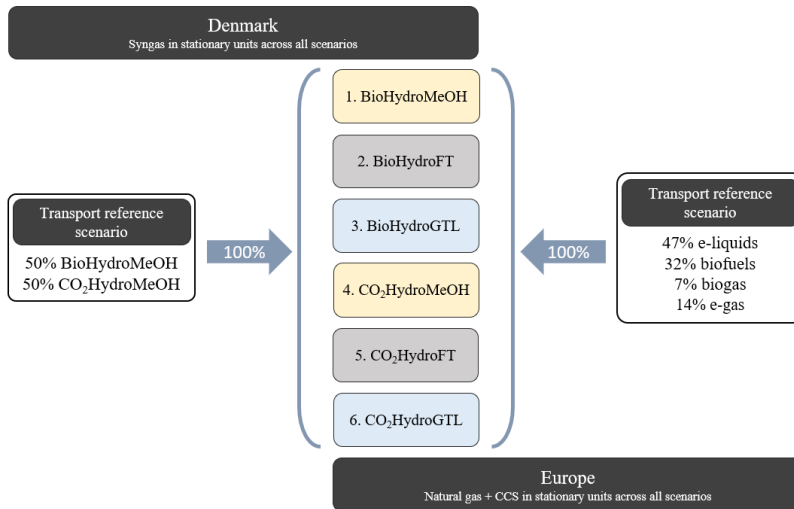 Denmark
Syngas in stationary units across all scenarios
1. BioHydroMeOH
2. BioHydroFT
3. BioHydroGTL
4. CO₂HydroMeOH
5. CO₂HydroFT
6. CO₂HydroGTL
Transport reference
scenario
50% BioHydroMeOH
50% CO₂HydroMeOH
100%
100%
Transport reference
scenario
47% e-liquids
32% biofuels
7% biogas
14% e-gas
Europe
Natural gas + CCS in stationary units across all scenarios